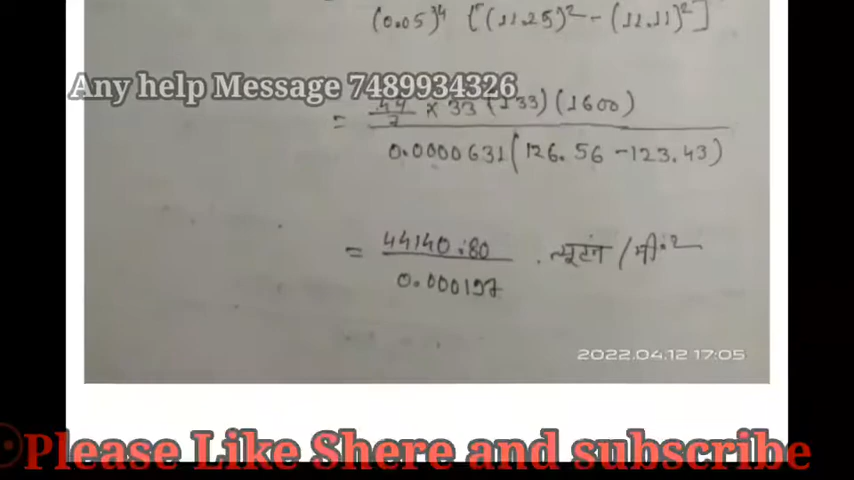 (0.05)⁴ [(11.25)² - (11.11)²]
Any help Message 7489934326
= 44/7 × 33 (133) (1600)
0.0000631 (126.56 - 123.43)
= 44140.80 / 0.000197 न्यूटन / मी.²
2022.04.12 17:05
Please Like Shere and subscribe